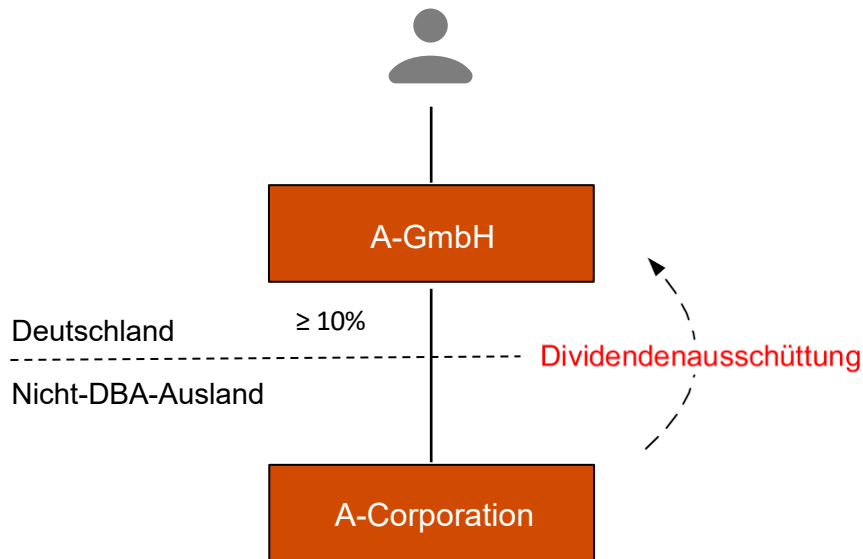 A-GmbH
≥ 10%
Deutschland
Dividendenausschüttung
Nicht-DBA-Ausland
A-Corporation